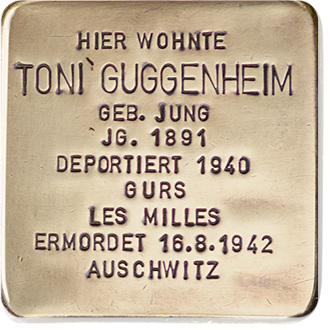 HIER WOHNTE
TONI GUGGENHEIM
GEB. JUNG
JG. 1891
DEPORTIERT 1940
GURS
LES MILLES
ERMORDET 16.8.1942
AUSCHWITZ